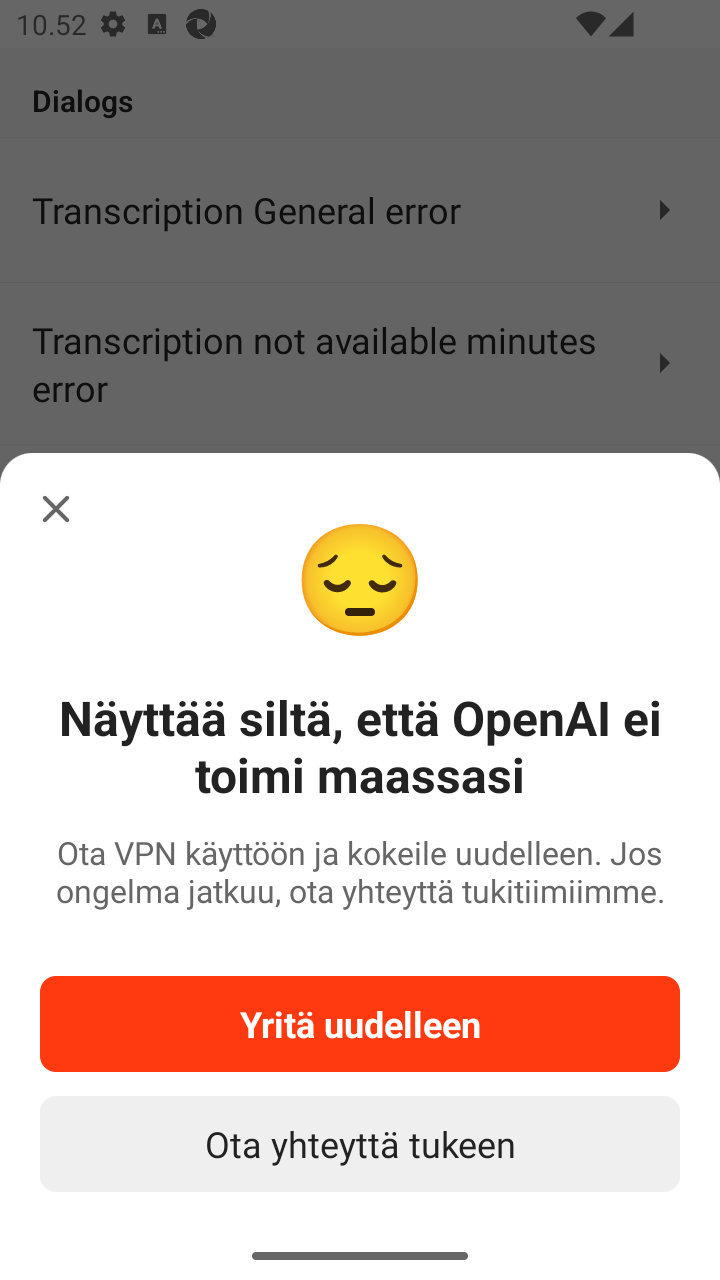 10.52
Dialogs
Transcription General error
Transcription not available minutes
error
Näyttää siltä, että OpenAI ei
toimi maassasi
Ota VPN käyttöön ja kokeile uudelleen. Jos
ongelma jatkuu, ota yhteyttä tukitiimiimme.
Yritä uudelleen
Ota yhteyttä tukeen